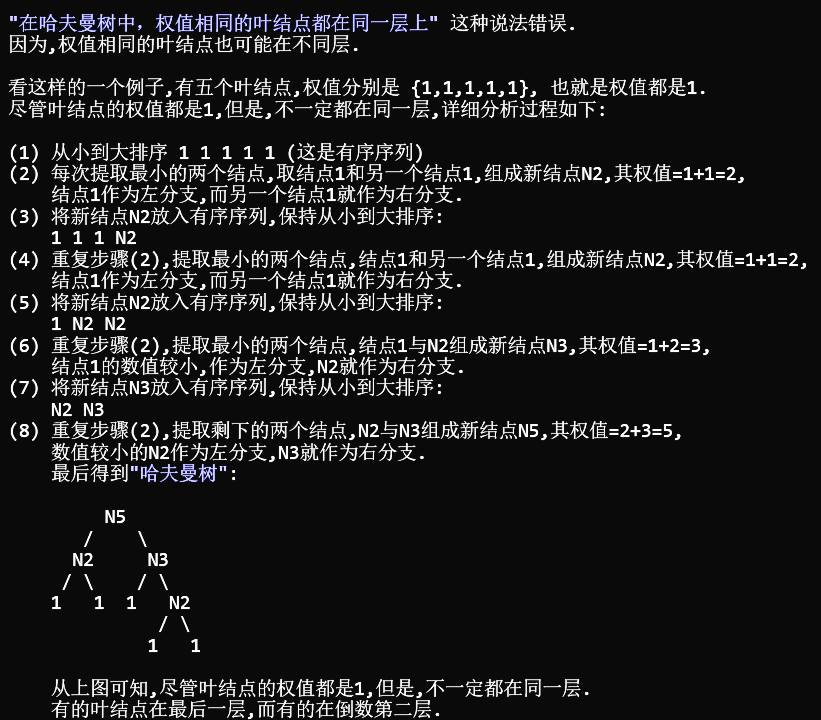 "在哈夫曼树中，权值相同的叶结点都在同一层上" 这种说法错误.
因为,权值相同的叶结点也可能在不同层.
看这样的一个例子,有五个叶结点,权值分别是 {1,1,1,1,1}, 也就是权值都是1.
尽管叶结点的权值都是1,但是,不一定都在同一层,详细分析过程如下:
(1) 从小到大排序 1 1 1 1 1 (这是有序序列)
(2) 每次提取最小的两个结点,取结点1和另一个结点1,组成新结点N2,其权值=1+1=2,
结点1作为左分支,而另一个结点1就作为右分支.
(3) 将新结点N2放入有序序列,保持从小到大排序:
1 1 1 N2
(4) 重复步骤(2),提取最小的两个结点,结点1和另一个结点1,组成新结点N2,其权值=1+1=2,
结点1作为左分支,而另一个结点1就作为右分支.
(5) 将新结点N2放入有序序列,保持从小到大排序:
1 N2 N2
(6) 重复步骤(2),提取最小的两个结点,结点1与N2组成新结点N3,其权值=1+2=3,
结点1的数值较小,作为左分支,N2就作为右分支.
(7) 将新结点N3放入有序序列,保持从小到大排序:
N2 N3
(8) 重复步骤(2),提取剩下的两个结点,N2与N3组成新结点N5,其权值=2+3=5,
数值较小的N2作为左分支,N3就作为右分支.
最后得到"哈夫曼树":
N5
/ \
N2 N3
/ \ / \
1 1 1 N2
/ \
1 1
从上图可知,尽管叶结点的权值都是1,但是,不一定都在同一层.
有的叶结点在最后一层,而有的在倒数第二层.